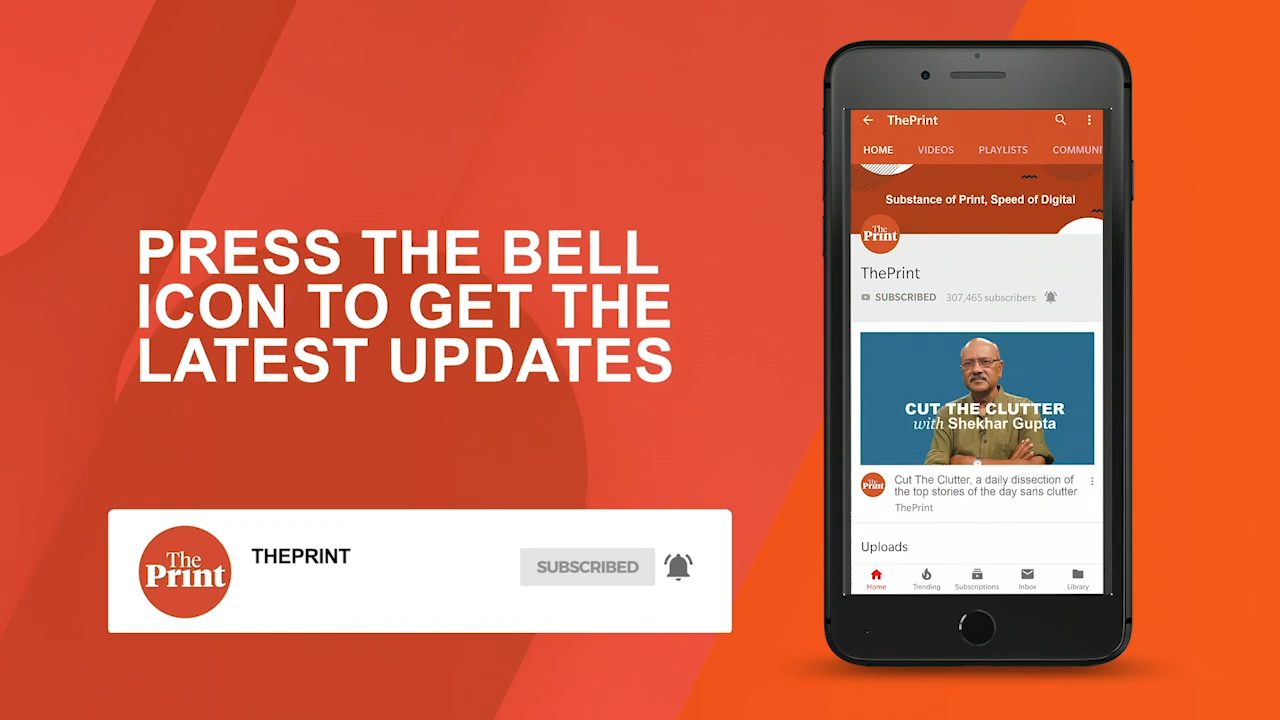 PRESS THE BELL
ICON TO GET THE
LATEST UPDATES
The
Print
THEPRINT
SUBSCRIBED
ThePrint
HOME VIDEOS PLAYLISTS COMMUNI
Substance of Print, Speed of Digital
The
Print
ThePrint
SUBSCRIBED 307,465 subscribers
CUT THE CLUTTER
with Shekhar Gupta
The
Print
Cut The Clutter, a daily dissection of
the top stories of the day sans clutter
ThePrint
Uploads
Home Trending Subscriptions Inbox Library